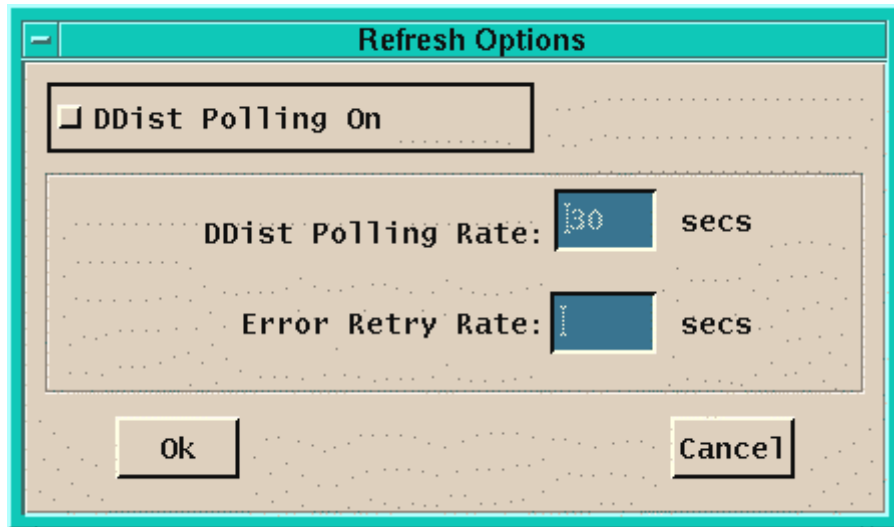 Refresh Options
DDist Polling On
DDist Polling Rate: 30 secs
Error Retry Rate: secs
Ok Cancel